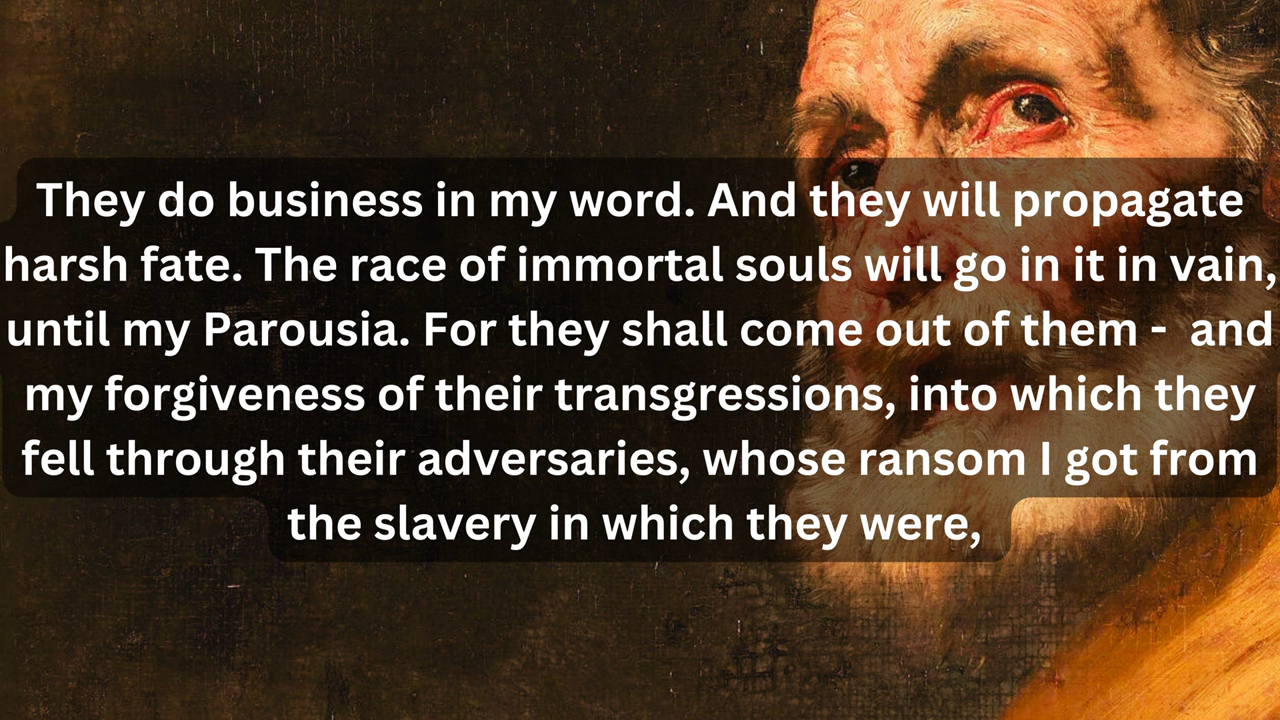 They do business in my word. And they will propagate
harsh fate. The race of immortal souls will go in it in vain,
until my Parousia. For they shall come out of them -  and
my forgiveness of their transgressions, into which they
fell through their adversaries, whose ransom I got from
the slavery in which they were,